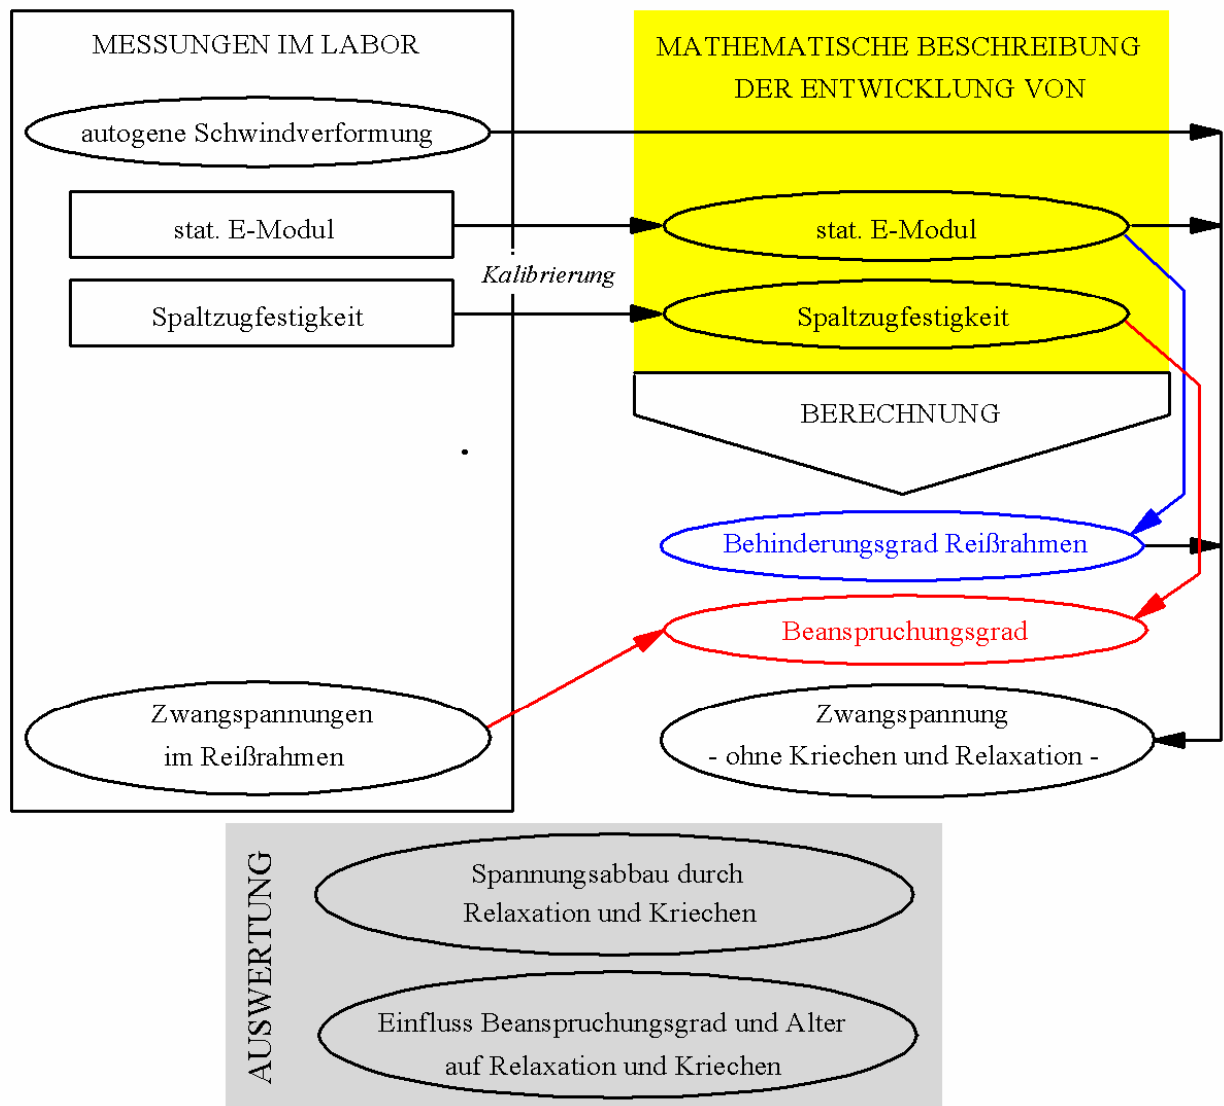 MESSUNGEN IM LABOR
autogene Schwindverformung
stat. E-Modul
Spaltzugfestigkeit
Kalibrierung
MATHEMATISCHE BESCHREIBUNG
DER ENTWICKLUNG VON
stat. E-Modul
Spaltzugfestigkeit
BERECHNUNG
Behinderungsgrad Reißrahmen
Beanspruchungsgrad
Zwangspannungen
im Reißrahmen
Zwangspannung
- ohne Kriechen und Relaxation -
AUSWERTUNG
Spannungsabbau durch
Relaxation und Kriechen
Einfluss Beanspruchungsgrad und Alter
auf Relaxation und Kriechen